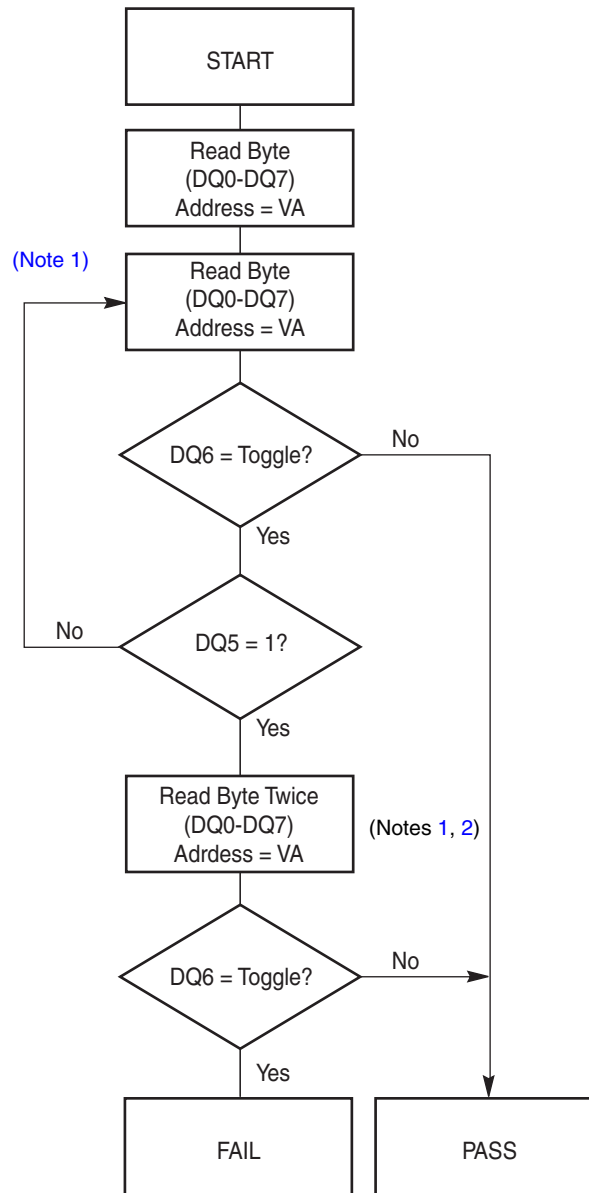 START
Read Byte
(DQ0-DQ7)
Address = VA
(Note 1)
Read Byte
(DQ0-DQ7)
Address = VA
DQ6 = Toggle?
No
Yes
No
DQ5 = 1?
Yes
Read Byte Twice
(DQ0-DQ7)
Adrdess = VA
(Notes 1, 2)
DQ6 = Toggle?
No
Yes
FAIL
PASS